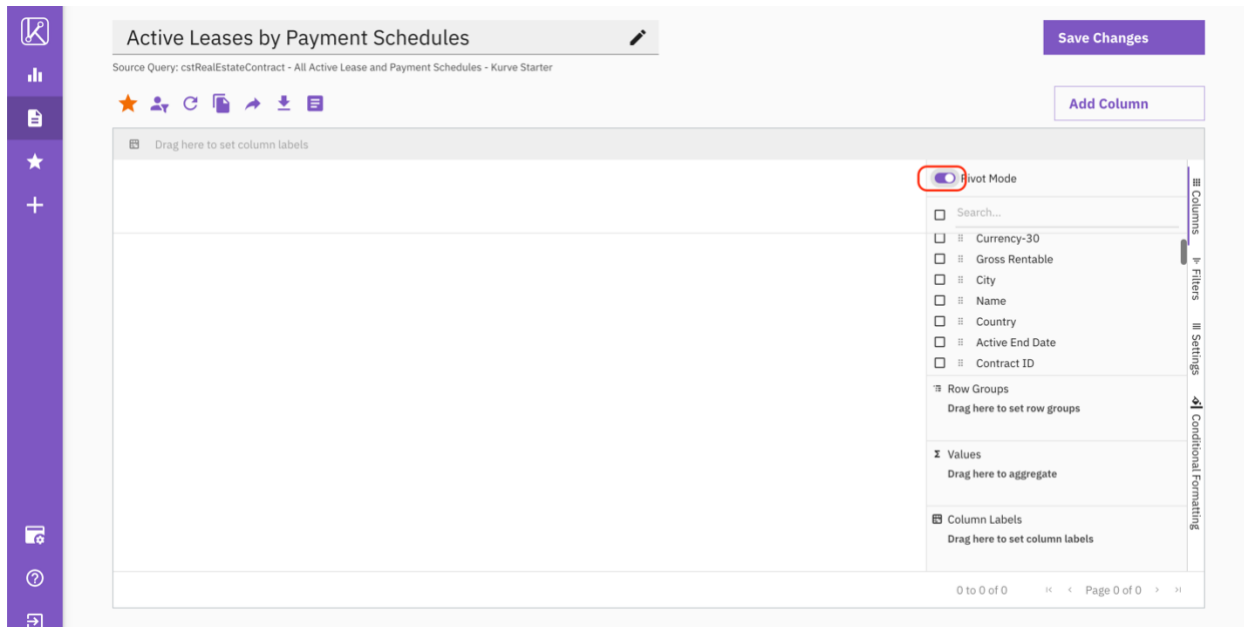 Active Leases by Payment Schedules
Save Changes
Source Query: cstRealEstateContract - All Active Lease and Payment Schedules - Kurve Starter
Add Column
Drag here to set column labels
Pivot Mode
Search...
Currency-30
Gross Rentable
City
Name
Country
Active End Date
Contract ID
Row Groups
Drag here to set row groups
Values
Drag here to aggregate
Column Labels
Drag here to set column labels
Columns
Filters
Settings
Conditional Formatting
0 to 0 of 0
Page 0 of 0